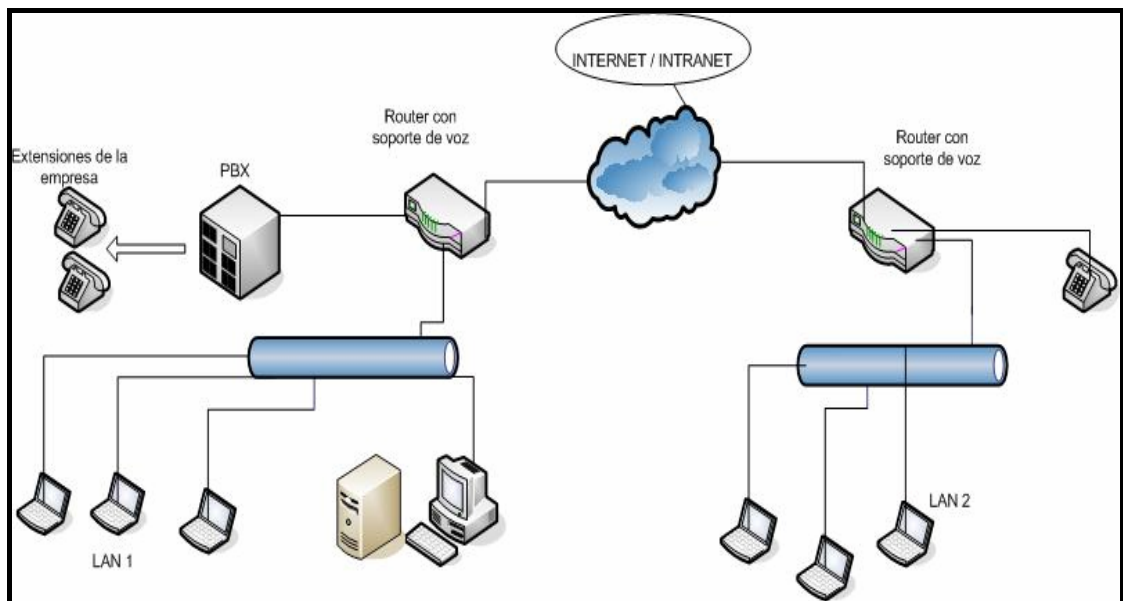 INTERNET / INTRANET
Router con
soporte de voz
Router con
soporte de voz
Extensiones de la
empresa
PBX
LAN 1
LAN 2